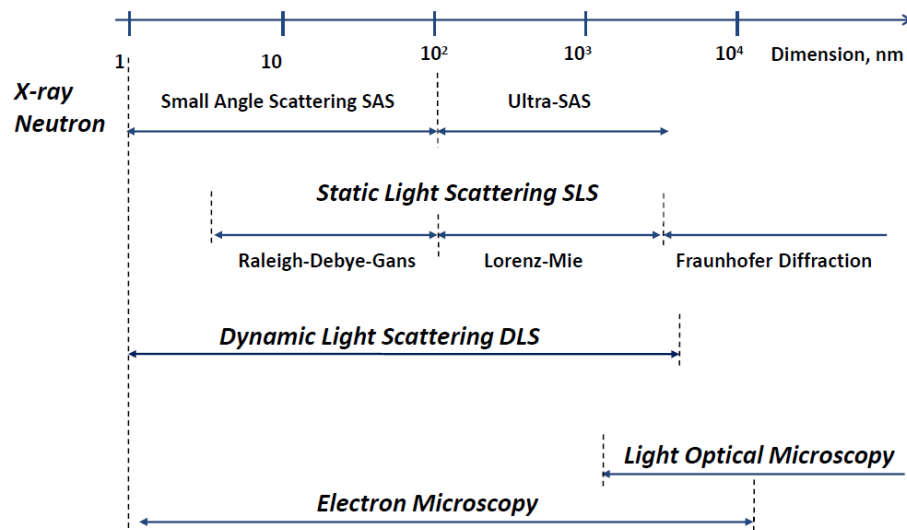 1 10 10² 10³ 10⁴ Dimension, nm
X-ray
Neutron
Small Angle Scattering SAS Ultra-SAS
Static Light Scattering SLS
Raleigh-Debye-Gans Lorenz-Mie Fraunhofer Diffraction
Dynamic Light Scattering DLS
Light Optical Microscopy
Electron Microscopy